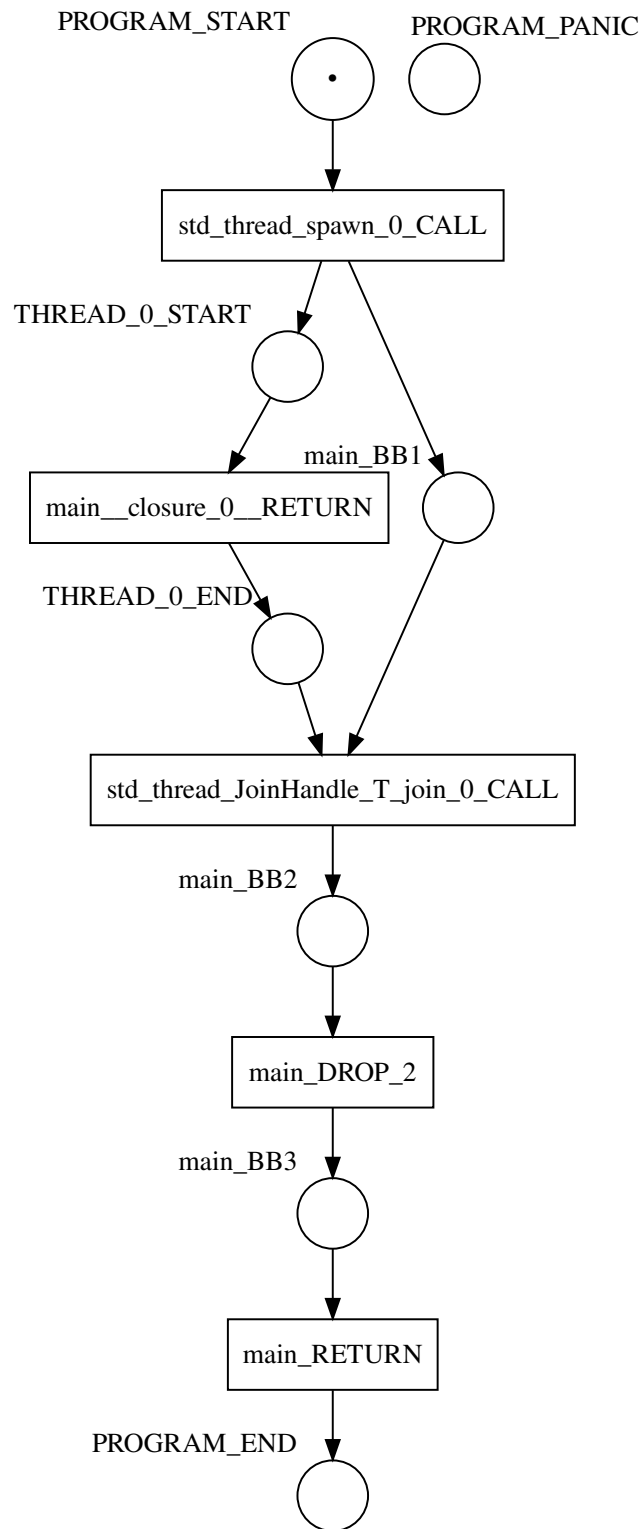 PROGRAM_START
PROGRAM_PANIC
std_thread_spawn_0_CALL
THREAD_0_START
main_BB1
main__closure_0__RETURN
THREAD_0_END
std_thread_JoinHandle_T_join_0_CALL
main_BB2
main_DROP_2
main_BB3
main_RETURN
PROGRAM_END